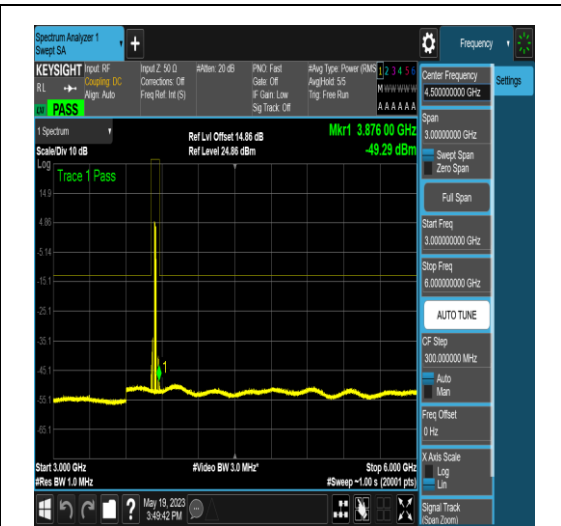 Spectrum Analyzer 1
Swept SA
Frequency
KEYSIGHT
RL
PASS
Input: RF
Coupling: DC
Align: Auto
Input Z: 50 Ω
Corrections: Off
Freq Ref: Int (S)
#Atten: 20 dB
PNO: Fast
Gate: Off
IF Gain: Low
Sig Track: Off
#Avg Type: Power (RMS
Avg|Hold: 5/5
Trig: Free Run
1 2 3 4 5 6
M W W W W W
A A A A A A
1 Spectrum
Scale/Div 10 dB
Ref Lvl Offset 14.86 dB
Ref Level 24.86 dBm
Mkr1 3.876 00 GHz
-49.29 dBm
Log
Trace 1 Pass
14.9
4.86
-5.14
-15.1
-25.1
-35.1
-45.1
-55.1
-65.1
1
Start 3.000 GHz
#Res BW 1.0 MHz
#Video BW 3.0 MHz*
Stop 6.000 GHz
#Sweep ~1.00 s (20001 pts)
May 19, 2023
3:49:42 PM
Settings
Center Frequency
4.500000000 GHz
Span
3.00000000 GHz
Swept Span
Zero Span
Full Span
Start Freq
3.000000000 GHz
Stop Freq
6.000000000 GHz
AUTO TUNE
CF Step
300.000000 MHz
Auto
Man
Freq Offset
0 Hz
X Axis Scale
Log
Lin
Signal Track
(Span Zoom)